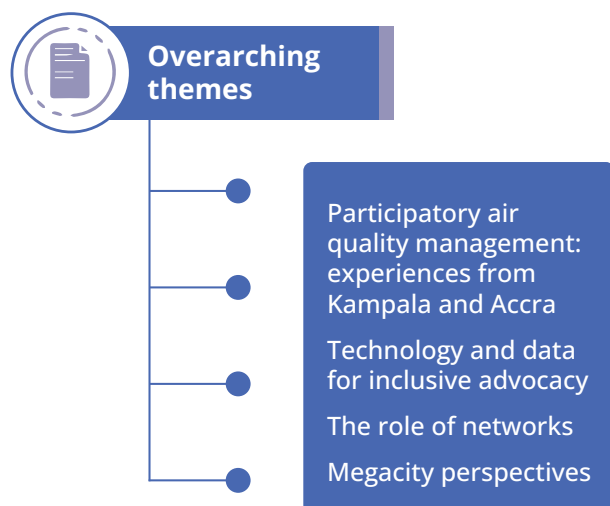 Overarching
themes
Participatory air
quality management:
experiences from
Kampala and Accra
Technology and data
for inclusive advocacy
The role of networks
Megacity perspectives